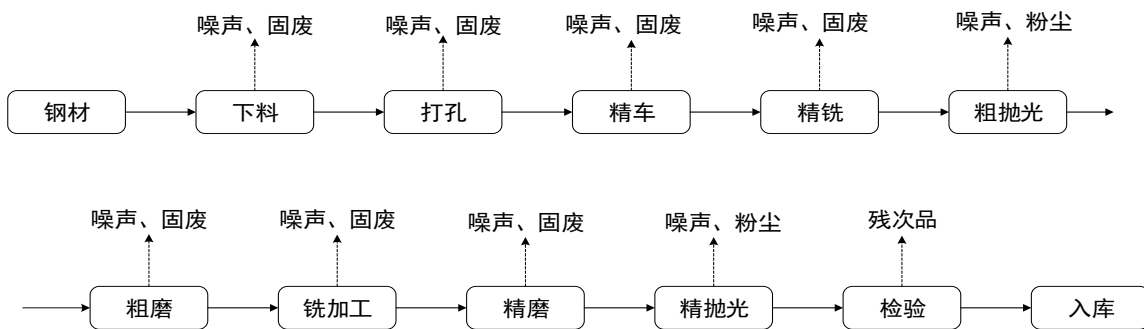 噪声、固废 噪声、固废 噪声、固废 噪声、固废 噪声、粉尘
钢材 下料 打孔 精车 精铣 粗抛光
噪声、固废 噪声、固废 噪声、固废 噪声、粉尘 残次品
粗磨 铣加工 精磨 精抛光 检验 入库